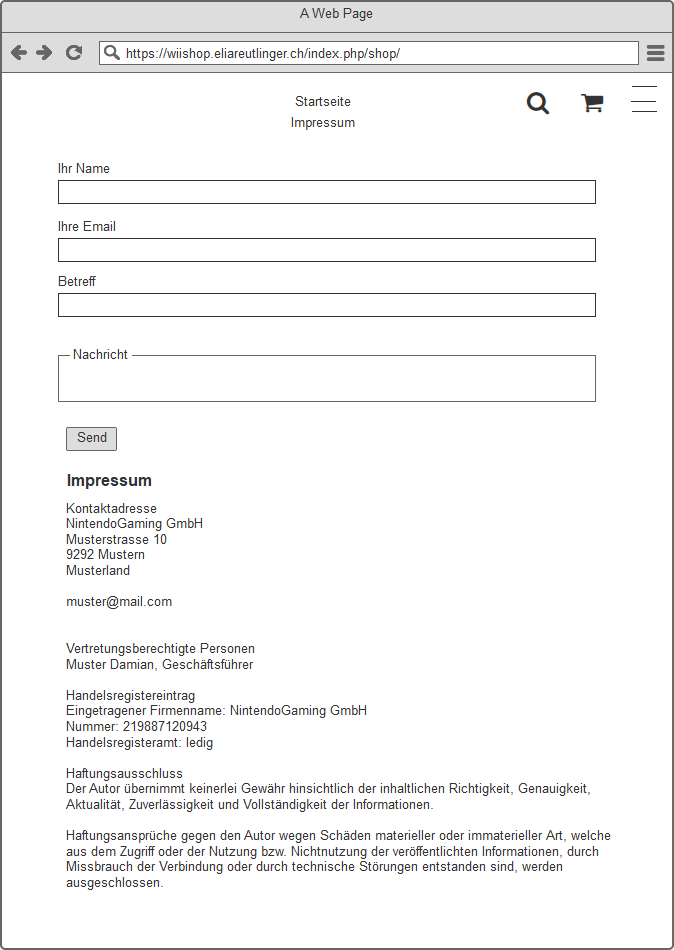 A Web Page
https://wiishop.eliareutlinger.ch/index.php/shop/
Startseite
Impressum
Ihr Name
Ihre Email
Betreff
Nachricht
Send
Impressum
Kontaktadresse
NintendoGaming GmbH
Musterstrasse 10
9292 Mustern
Musterland
muster@mail.com
Vertretungsberechtigte Personen
Muster Damian, Geschäftsführer
Handelsregistereintrag
Eingetragener Firmenname: NintendoGaming GmbH
Nummer: 219887120943
Handelsregisteramt: ledig
Haftungsausschluss
Der Autor übernimmt keinerlei Gewähr hinsichtlich der inhaltlichen Richtigkeit, Genauigkeit,
Aktualität, Zuverlässigkeit und Vollständigkeit der Informationen.
Haftungsansprüche gegen den Autor wegen Schäden materieller oder immaterieller Art, welche
aus dem Zugriff oder der Nutzung bzw. Nichtnutzung der veröffentlichten Informationen, durch
Missbrauch der Verbindung oder durch technische Störungen entstanden sind, werden
ausgeschlossen.